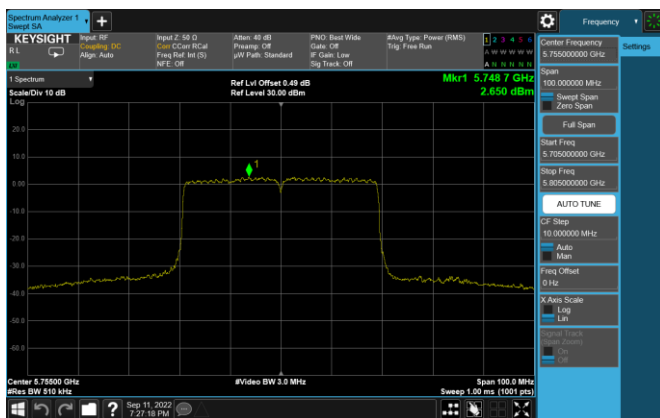 Spectrum Analyzer 1
Swept SA
Frequency
KEYSIGHT
Input: RF
Coupling: DC
Align: Auto
Input Z: 50 Ω
Corr CCorr RCal
Freq Ref: Int (S)
NFE: Off
Atten: 40 dB
Preamp: Off
µW Path: Standard
PNO: Best Wide
Gate: Off
IF Gain: Low
Sig Track: Off
#Avg Type: Power (RMS)
Trig: Free Run
1 2 3 4 5 6
A W W W W W
A N N N N N
R L
1 Spectrum
Scale/Div 10 dB
Log
Ref Lvl Offset 0.49 dB
Ref Level 30.00 dBm
Mkr1 5.748 7 GHz
2.650 dBm
20.0
10.0
0.00
-10.0
-20.0
-30.0
-40.0
-50.0
-60.0
1
Center 5.75500 GHz
#Res BW 510 kHz
#Video BW 3.0 MHz
Span 100.0 MHz
Sweep 1.00 ms (1001 pts)
Sep 11, 2022
7:27:18 PM
Center Frequency
5.755000000 GHz
Settings
Span
100.000000 MHz
Swept Span
Zero Span
Full Span
Start Freq
5.705000000 GHz
Stop Freq
5.805000000 GHz
AUTO TUNE
CF Step
10.000000 MHz
Auto
Man
Freq Offset
0 Hz
X Axis Scale
Log
Lin
Signal Track
(Span Zoom)
On
Off